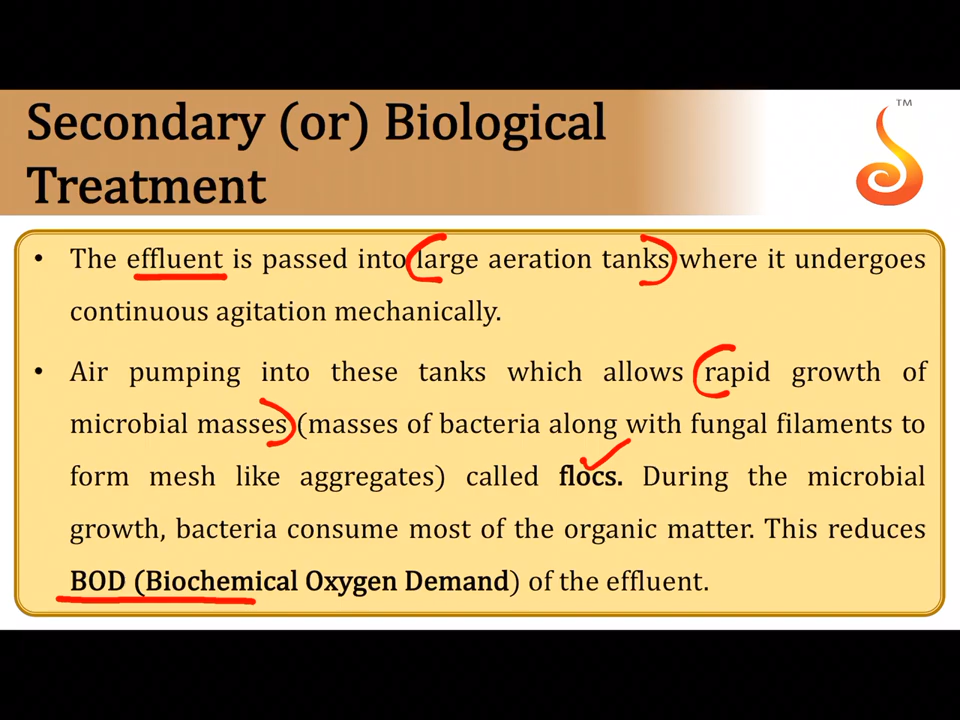 Secondary (or) Biological
Treatment
TM
• The effluent is passed into large aeration tanks where it undergoes
continuous agitation mechanically.
• Air pumping into these tanks which allows rapid growth of
microbial masses (masses of bacteria along with fungal filaments to
form mesh like aggregates) called flocs. During the microbial
growth, bacteria consume most of the organic matter. This reduces
BOD (Biochemical Oxygen Demand) of the effluent.